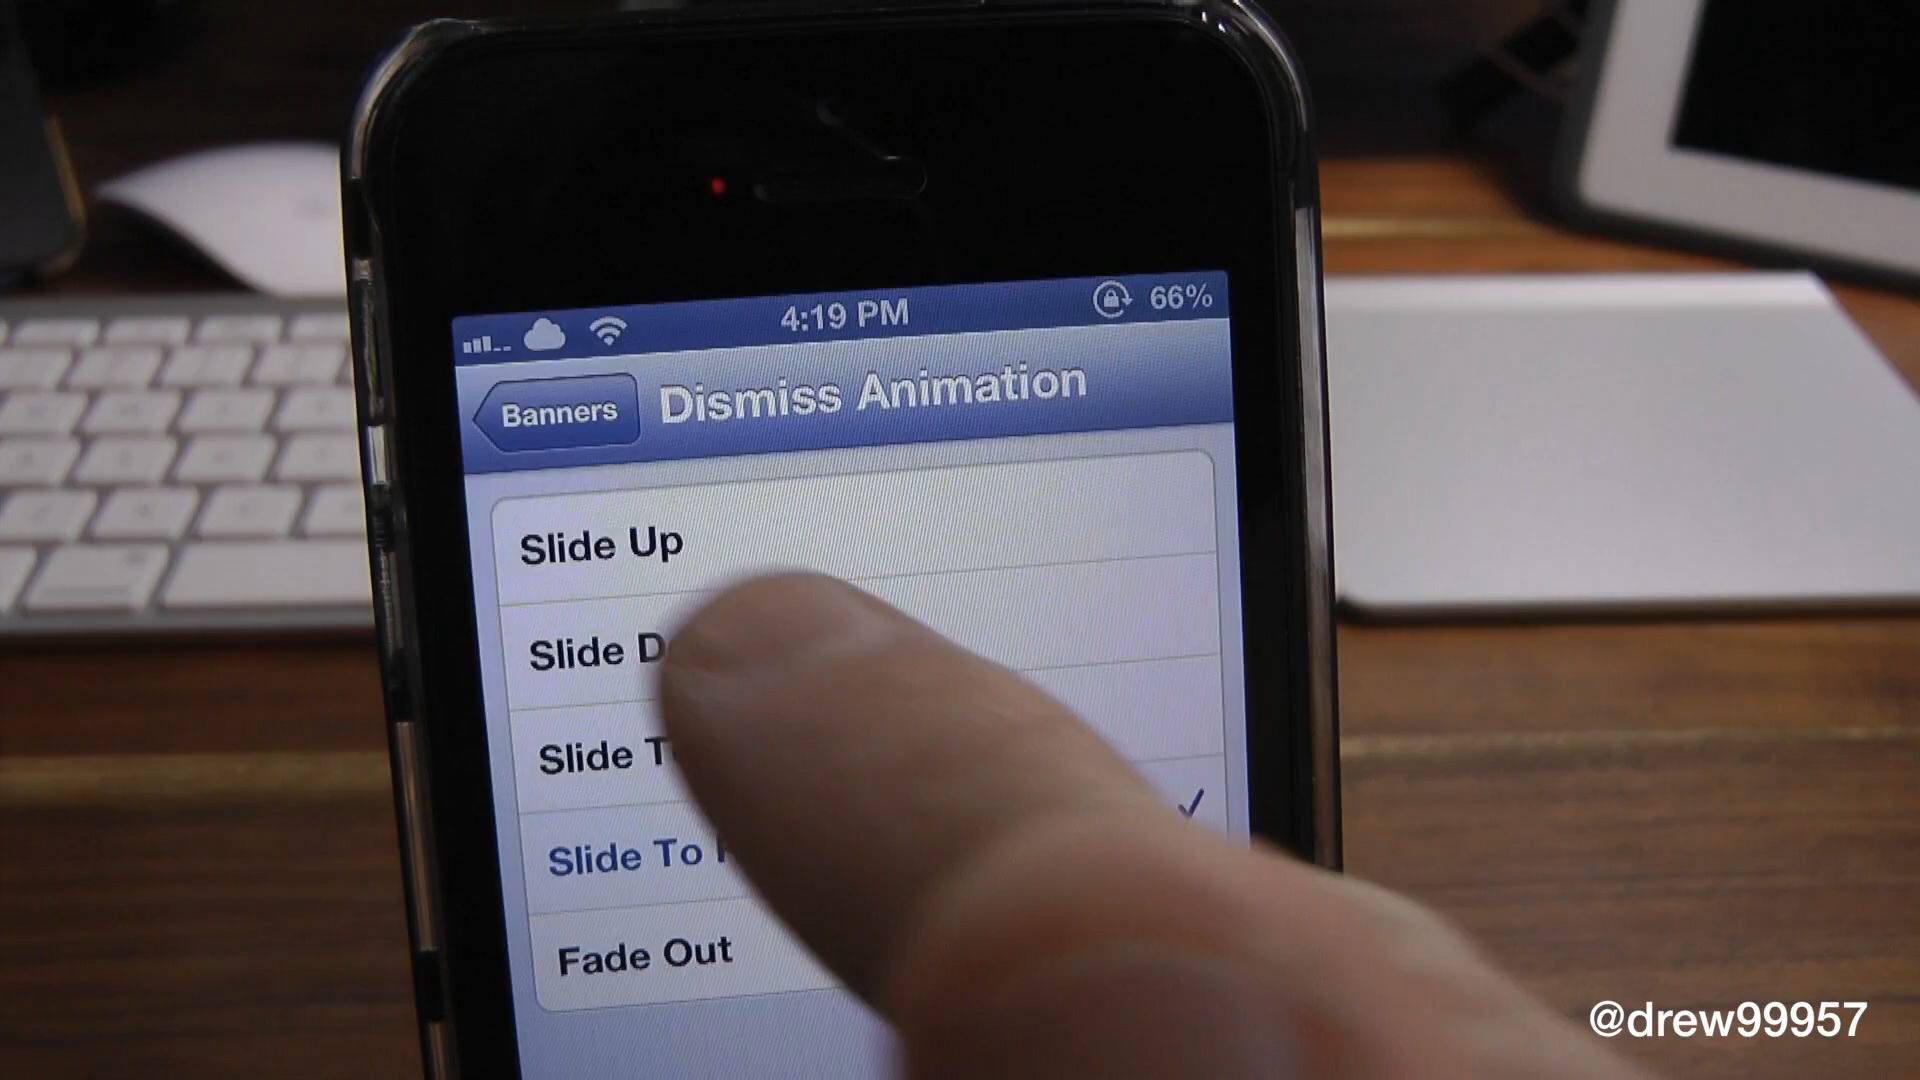 4:19 PM
66%
Banners
Dismiss Animation
Slide Up
Slide
Slide
Slide To
Fade Out
@drew99957